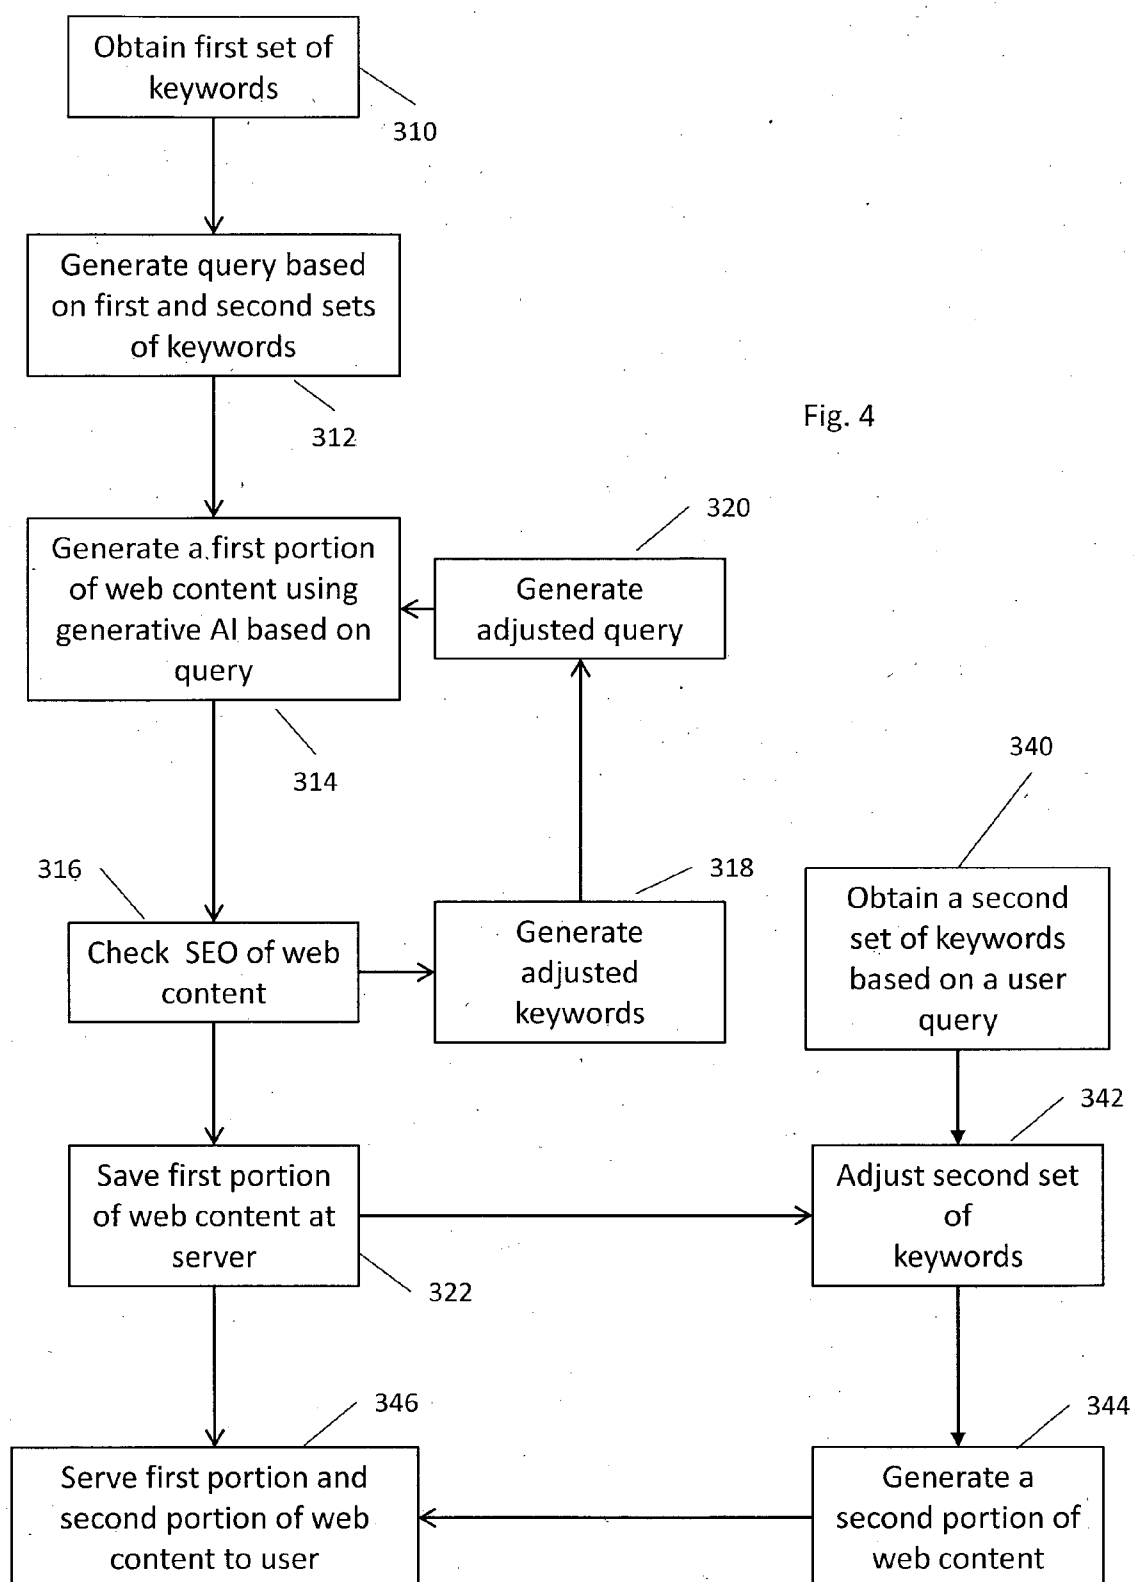 Obtain first set of
keywords
310
Generate query based
on first and second sets
of keywords
312
Fig. 4
320
Generate a first portion
of web content using
generative AI based on
query
314
Generate
adjusted query
340
316
318
Check SEO of web
content
Generate
adjusted
keywords
Obtain a second
set of keywords
based on a user
query
342
Save first portion
of web content at
server
322
Adjust second set
of
keywords
346
344
Serve first portion and
second portion of web
content to user
Generate a
second portion of
web content